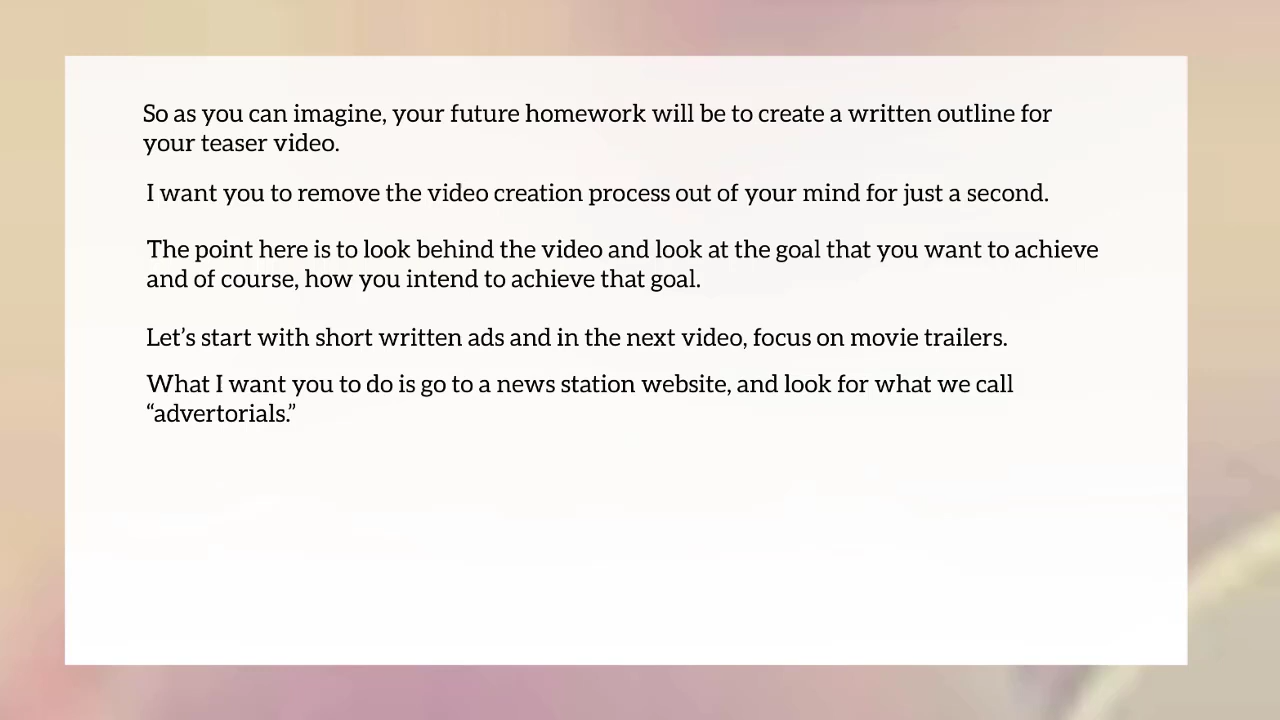 So as you can imagine, your future homework will be to create a written outline for
your teaser video.
I want you to remove the video creation process out of your mind for just a second.
The point here is to look behind the video and look at the goal that you want to achieve
and of course, how you intend to achieve that goal.
Let’s start with short written ads and in the next video, focus on movie trailers.
What I want you to do is go to a news station website, and look for what we call
“advertorials.”